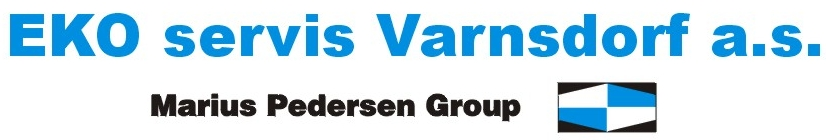 EKO servis Varnsdorf a.s.
Marius Pedersen Group